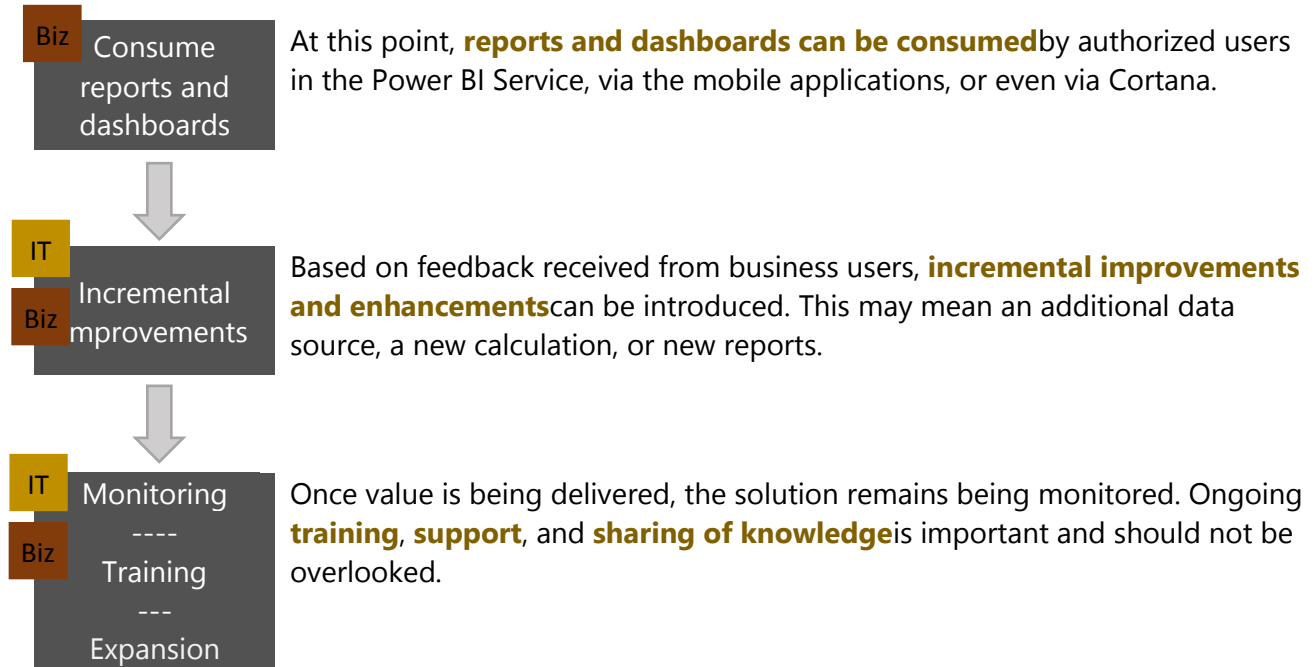 Biz
Consume
reports and
dashboards
At this point, reports and dashboards can be consumedby authorized users
in the Power BI Service, via the mobile applications, or even via Cortana.
IT
Biz
Incremental
mprovements
Based on feedback received from business users, incremental improvements
and enhancementscan be introduced. This may mean an additional data
source, a new calculation, or new reports.
IT
Biz
Monitoring
----
Training
---
Expansion
Once value is being delivered, the solution remains being monitored. Ongoing
training, support, and sharing of knowledgeis important and should not be
overlooked.